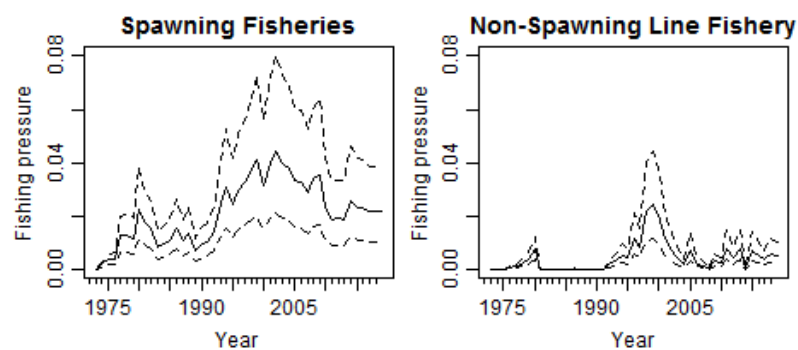 Spawning Fisheries
Fishing pressure
0.08
0.04
0.00
1975 1990 2005
Year
Non-Spawning Line Fishery
Fishing pressure
0.08
0.04
0.00
1975 1990 2005
Year